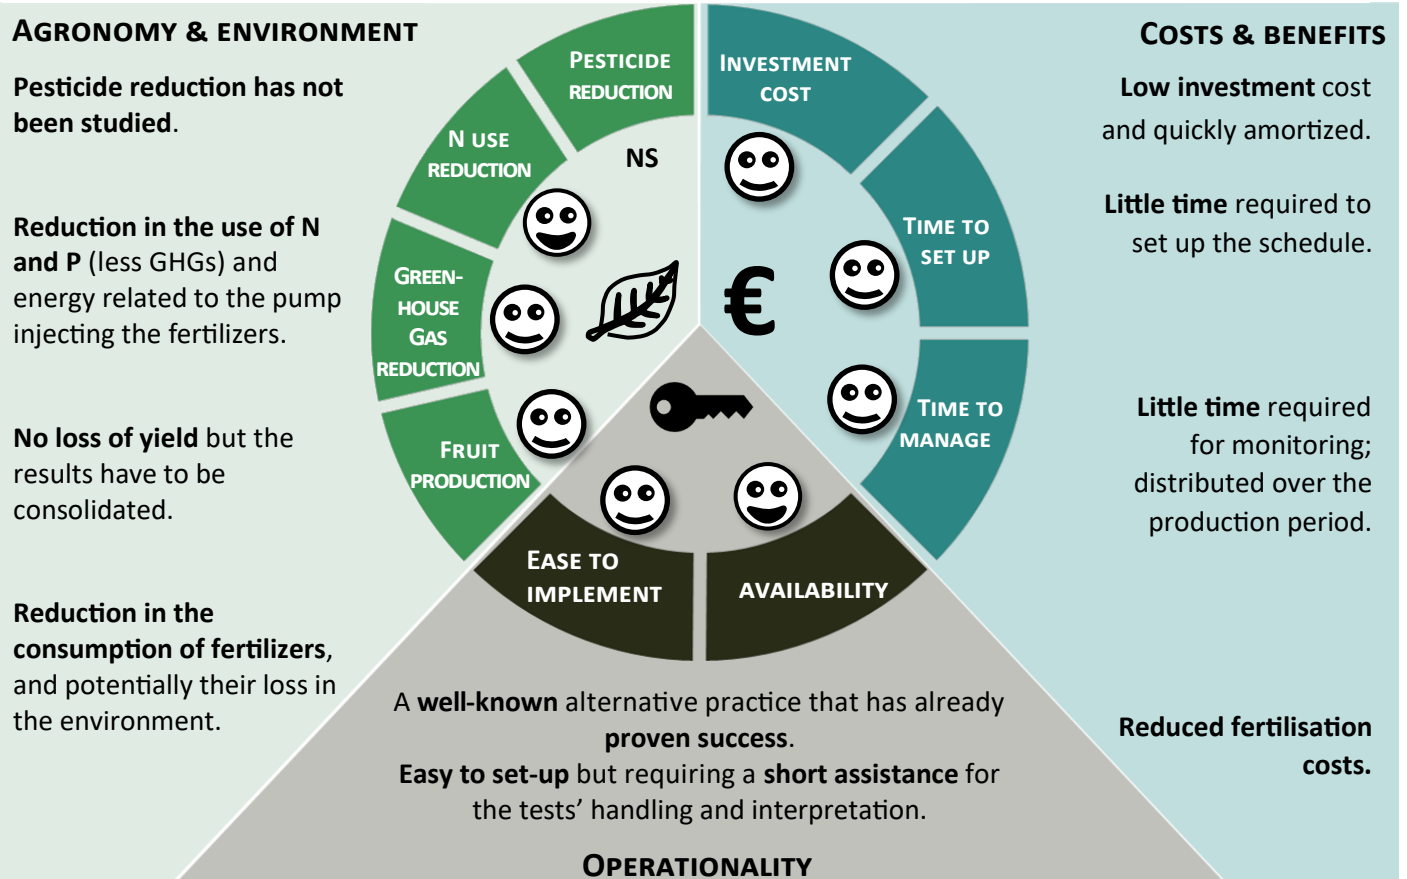 AGRONOMY & ENVIRONMENT
Pesticide reduction has not
been studied.
Reduction in the use of N
and P (less GHGs) and
energy related to the pump
injecting the fertilizers.
No loss of yield but the
results have to be
consolidated.
Reduction in the
consumption of fertilizers,
and potentially their loss in
the environment.
PESTICIDE
REDUCTION
N USE
REDUCTION
GREEN-
HOUSE
GAS
REDUCTION
FRUIT
PRODUCTION
NS
INVESTMENT
COST
TIME TO
SET UP
TIME TO
MANAGE
€
EASE TO
IMPLEMENT
AVAILABILITY
COSTS & BENEFITS
Low investment cost
and quickly amortized.
Little time required to
set up the schedule.
Little time required
for monitoring;
distributed over the
production period.
Reduced fertilisation
costs.
A well-known alternative practice that has already
proven success.
Easy to set-up but requiring a short assistance for
the tests’ handling and interpretation.
OPERATIONALITY